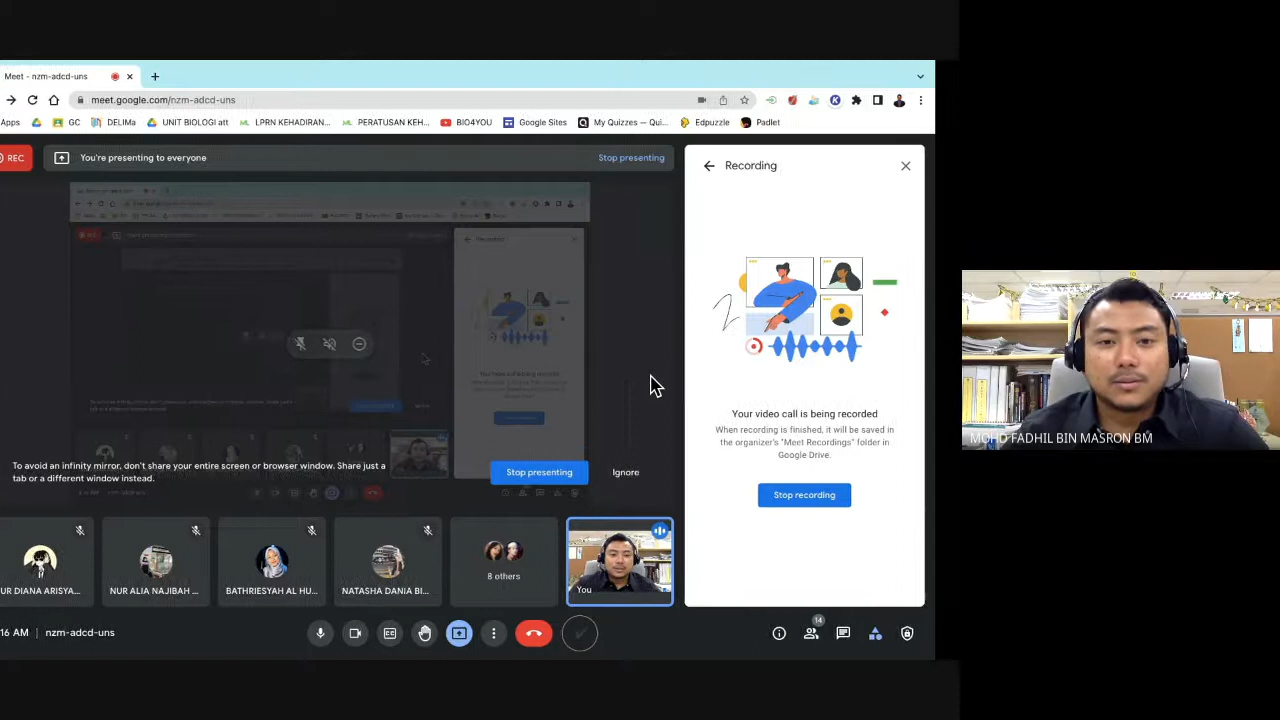 Meet - nzm-adcd-uns
meet.google.com/nzm-adcd-uns
Apps GC DELIMa UNIT BIOLOGI att LPRN KEHADIRAN... PERATUSAN KEH... BIO4YOU Google Sites My Quizzes — Qui... Edpuzzle Padlet
REC You're presenting to everyone Stop presenting
Recording
Your video call is being recorded
When recording is finished, it will be saved
in the organizer's "Meet Recordings" folder in
Google Drive.
Stop recording
To avoid an infinity mirror, don't share your entire screen or browser window. Share just a
tab or a different window instead.
Stop presenting Ignore
UR DIANA ARISYA... NUR ALIA NAJIBAH ... BATHRIESYAH AL HU... NATASHA DANIA BI... 8 others You
16 AM nzm-adcd-uns
14
MOHD FADHIL BIN MASRON BM